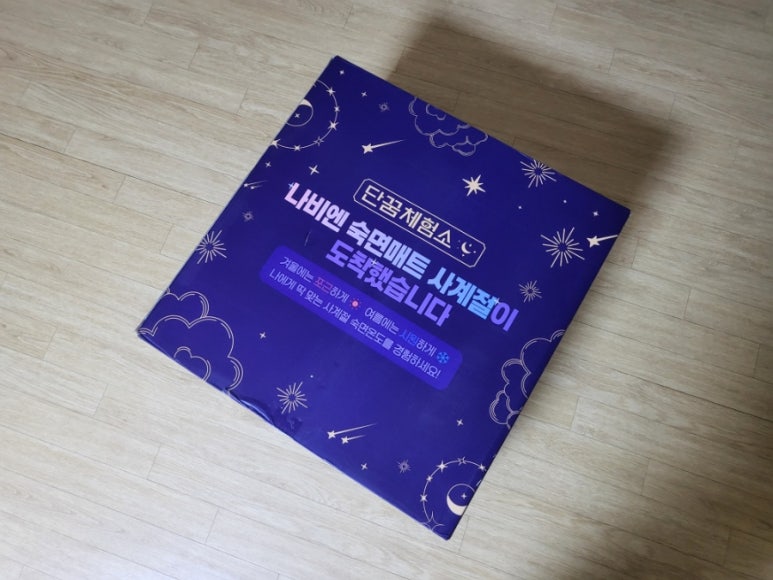 단꿈체험소
나비엔 숙면매트 사계절이
도착했습니다
겨울에는 포근하게 여름에는 시원하게
나에게 딱 맞는 사계절 숙면온도를 경험하세요!